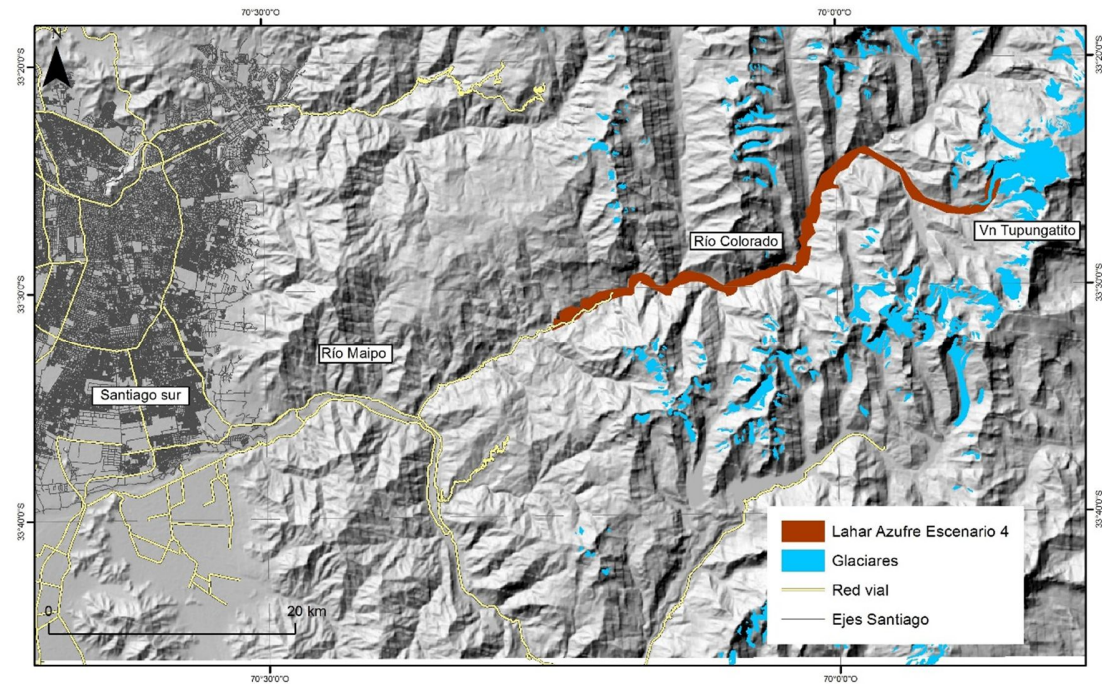 70°30'0"O
70°0'0"O
N
33°20'0"S
33°20'0"S
Río Colorado
Vn Tupungatito
33°30'0"S
33°30'0"S
Río Maipo
Santiago sur
33°40'0"S
33°40'0"S
Lahar Azufre Escenario 4
Glaciares
Red vial
Ejes Santiago
0
20 km
70°30'0"O
70°0'0"O